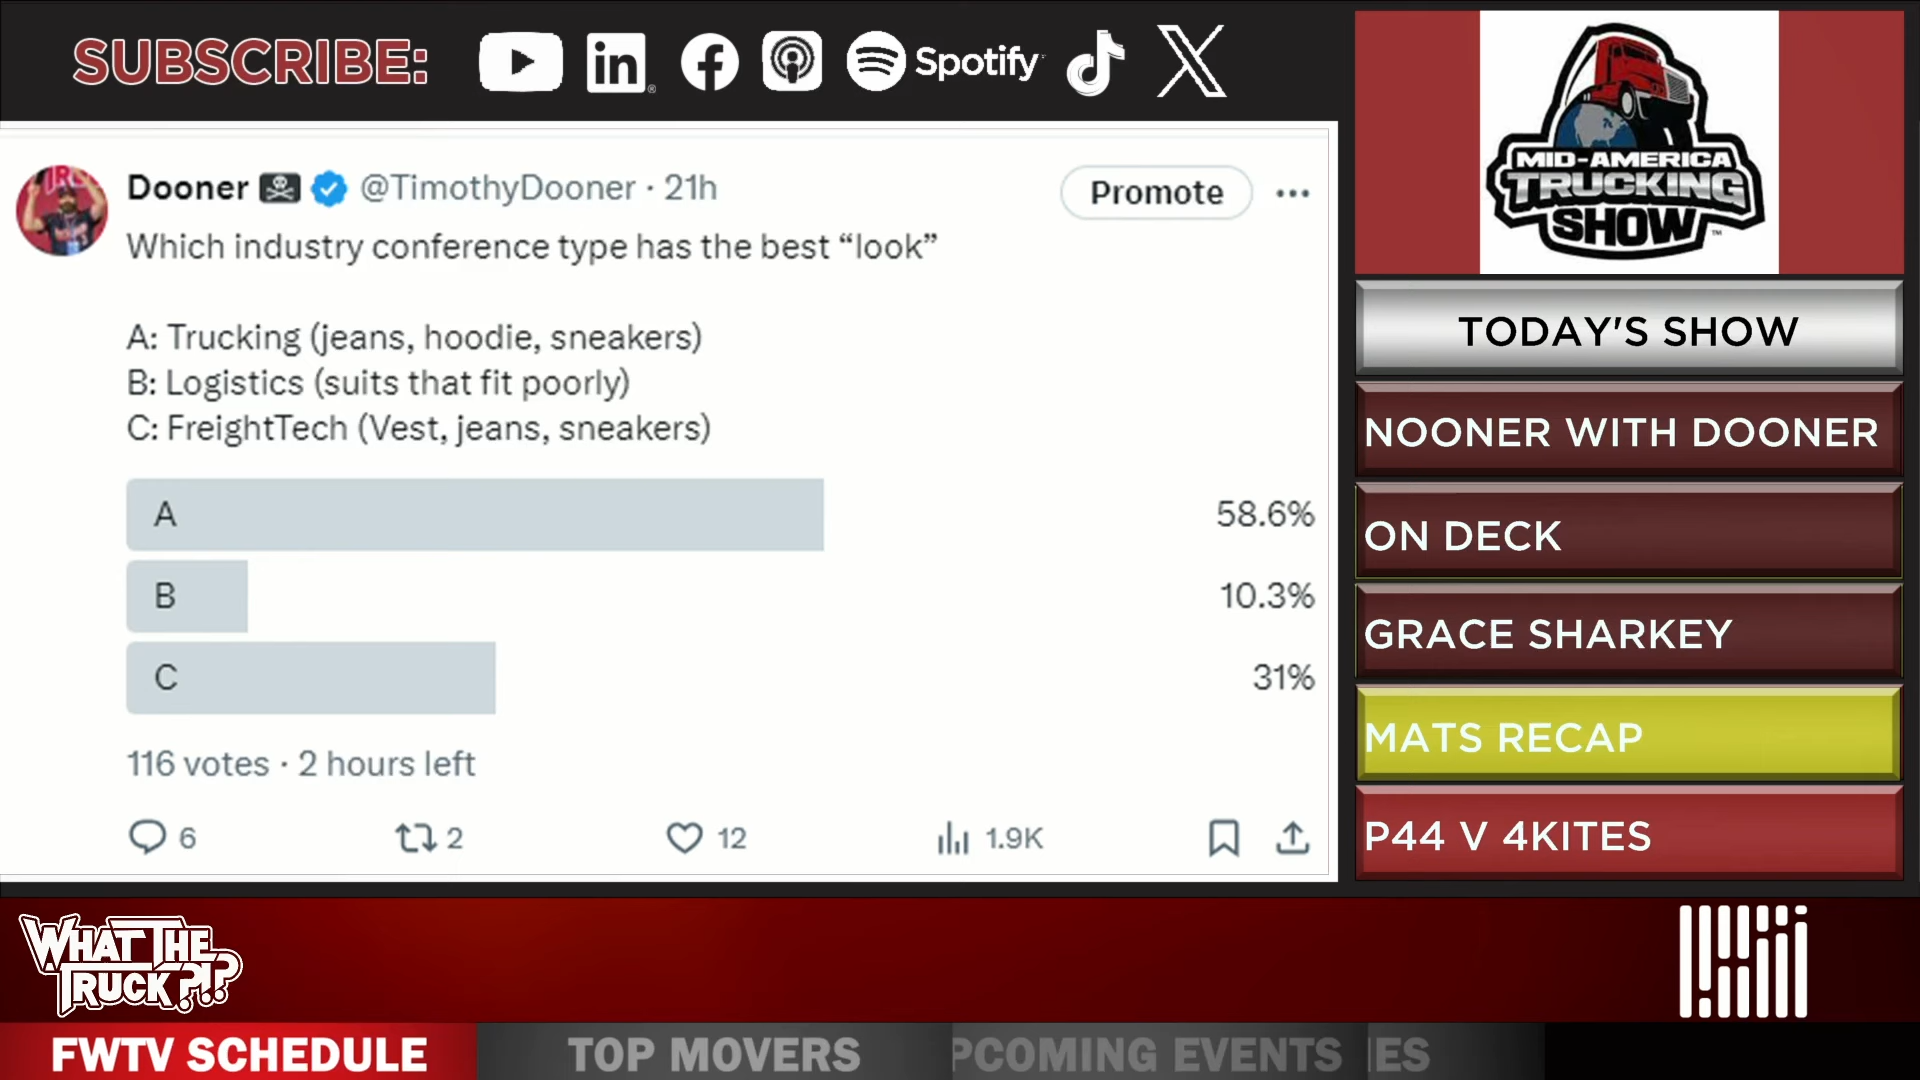 SUBSCRIBE:
in
Spotify
Dooner @TimothyDooner · 21h
Promote
Which industry conference type has the best “look”
A: Trucking (jeans, hoodie, sneakers)
B: Logistics (suits that fit poorly)
C: FreightTech (Vest, jeans, sneakers)
A 58.6%
B 10.3%
C 31%
116 votes · 2 hours left
6 2 12 1.9K
MID-AMERICA
TRUCKING
SHOW™
TODAY'S SHOW
NOONER WITH DOONER
ON DECK
GRACE SHARKEY
MATS RECAP
P44 V 4KITES
WHAT THE
TRUCK?!?
FWTV SCHEDULE
TOP MOVERS
PCOMING EVENTS
IES